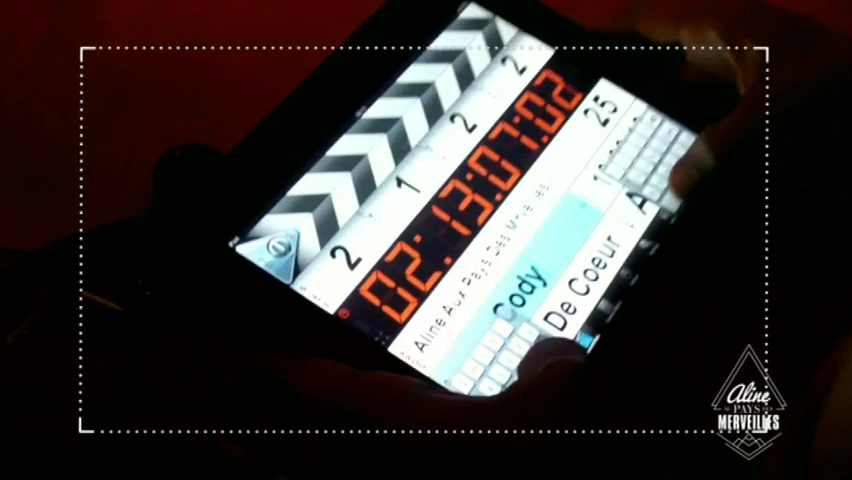 2 1 2 2
02:13:07:02
25
Aline Aux Pays Des Merveilles
Cody
De Coeur
A
Aline
PAYS
MERVEILLES